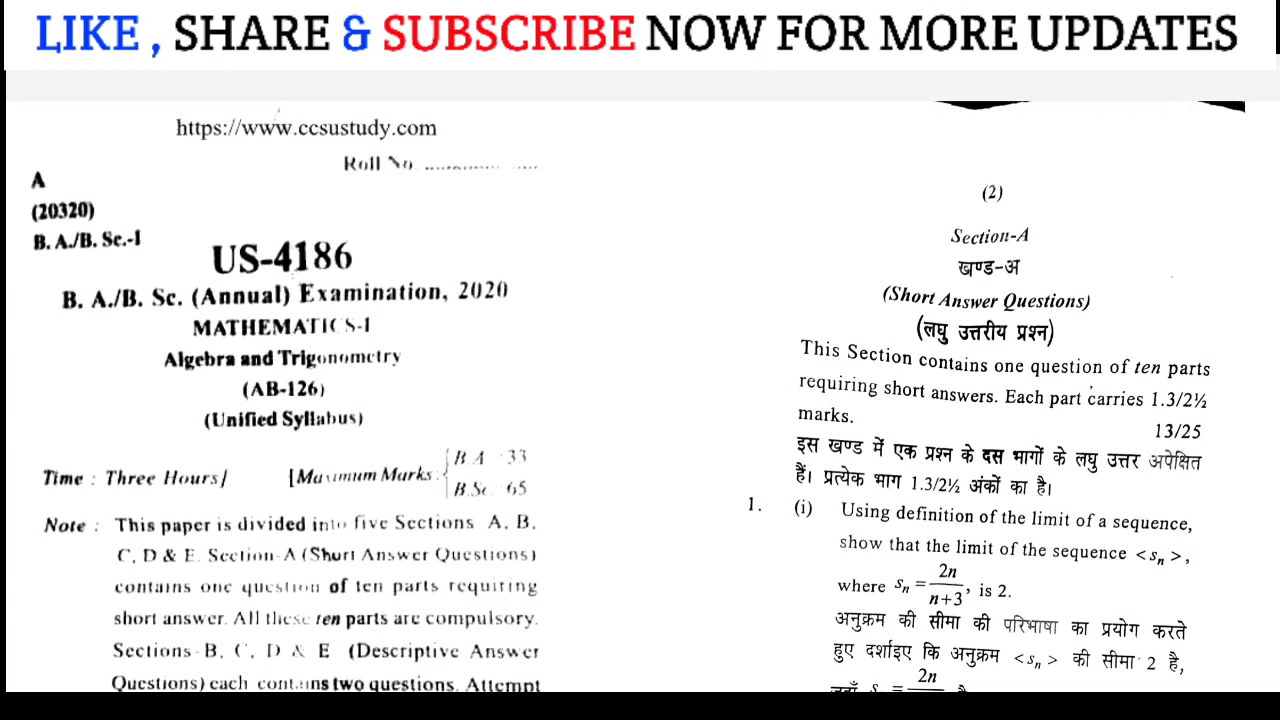 LIKE , SHARE & SUBSCRIBE NOW FOR MORE UPDATES
https://www.ccsustudy.com
Roll No. ..........................
A
(20320)
B. A./B. Sc.-I
US-4186
B. A./B. Sc. (Annual) Examination, 2020
MATHEMATICS-I
Algebra and Trigonometry
(AB-126)
(Unified Syllabus)
Time : Three Hours]
[Maximum Marks :
B.A. : 33
B.Sc. : 65
Note : This paper is divided into five Sections A, B,
C, D & E. Section-A (Short Answer Questions)
contains one question of ten parts requiring
short answer. All these ten parts are compulsory.
Sections-B, C, D & E (Descriptive Answer
Questions) each contains two questions. Attempt
(2)
Section-A
खण्ड-अ
(Short Answer Questions)
(लघु उत्तरीय प्रश्न)
This Section contains one question of ten parts
requiring short answers. Each part carries 1.3/2½
marks. 13/25
इस खण्ड में एक प्रश्न के दस भागों के लघु उत्तर अपेक्षित
हैं। प्रत्येक भाग 1.3/2½ अंकों का है।
1. (i) Using definition of the limit of a sequence,
show that the limit of the sequence <sₙ>,
where sₙ = 2n/n+3, is 2.
अनुक्रम की सीमा की परिभाषा का प्रयोग करते
हुए दर्शाइए कि अनुक्रम <sₙ> की सीमा 2 है,
जहाँ sₙ = 2n है